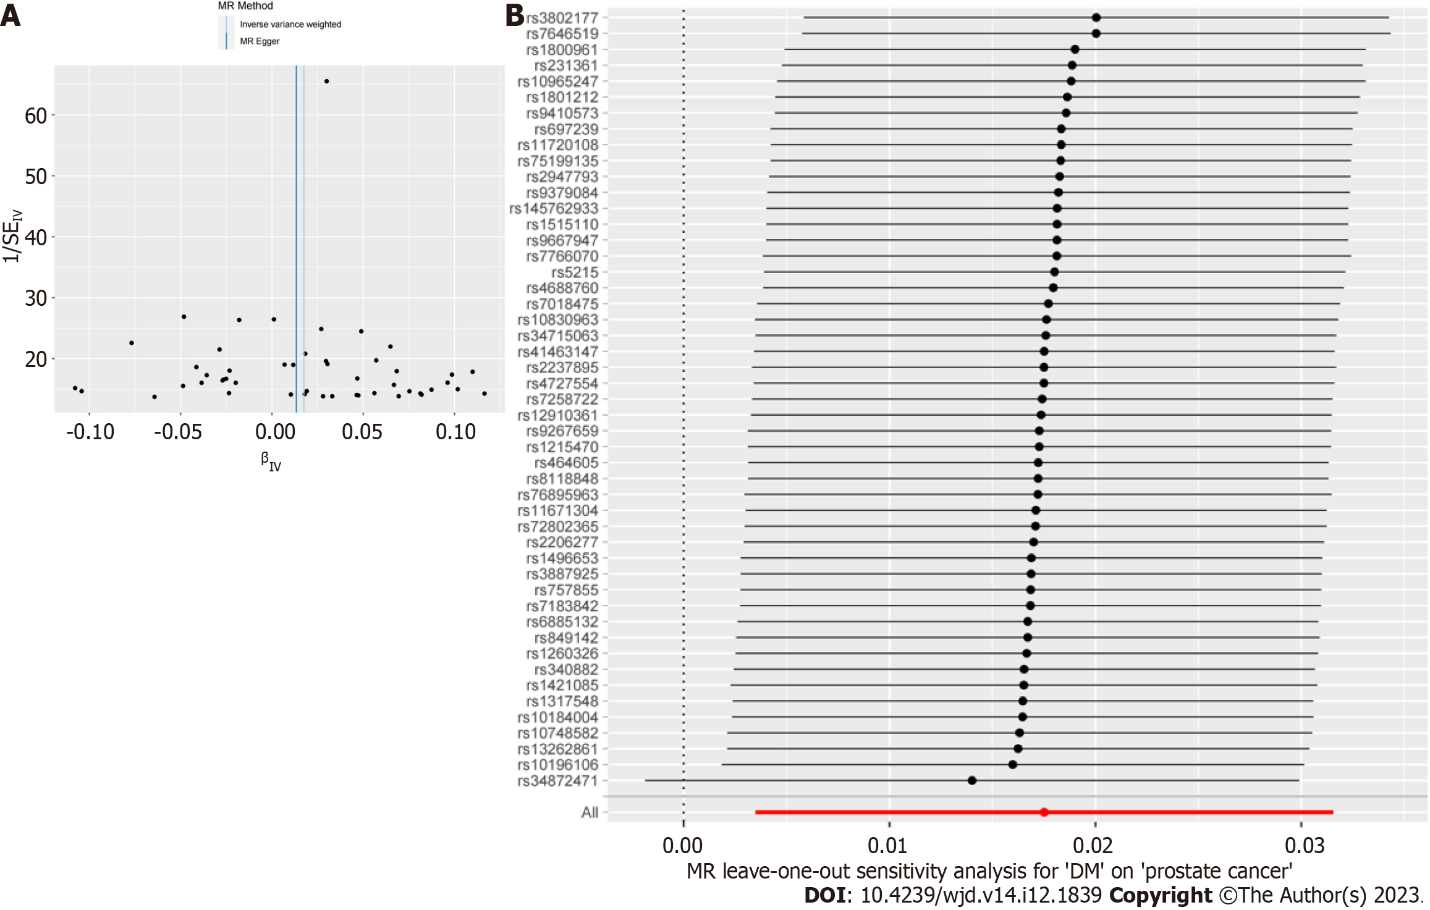 A
MR Method
Inverse variance weighted
MR Egger
60
50
40
30
20
1/SE_IV
-0.10 -0.05 0.00 0.05 0.10
β_IV
B
rs3802177
rs7646519
rs1800961
rs231361
rs10965247
rs1801212
rs9410573
rs697239
rs11720108
rs75199135
rs2947793
rs9379084
rs145762933
rs1515110
rs9667947
rs7766070
rs5215
rs4688760
rs7018475
rs10830963
rs34715063
rs41463147
rs2237895
rs4727554
rs7258722
rs12910361
rs9267659
rs1215470
rs464605
rs8118848
rs76895963
rs11671304
rs72802365
rs2206277
rs1496653
rs3887925
rs757855
rs7183842
rs6885132
rs849142
rs1260326
rs340882
rs1421085
rs1317548
rs10184004
rs10748582
rs13262861
rs10196106
rs34872471
All
0.00 0.01 0.02 0.03
MR leave-one-out sensitivity analysis for 'DM' on 'prostate cancer'
DOI: 10.4239/wjd.v14.i12.1839 Copyright ©The Author(s) 2023.